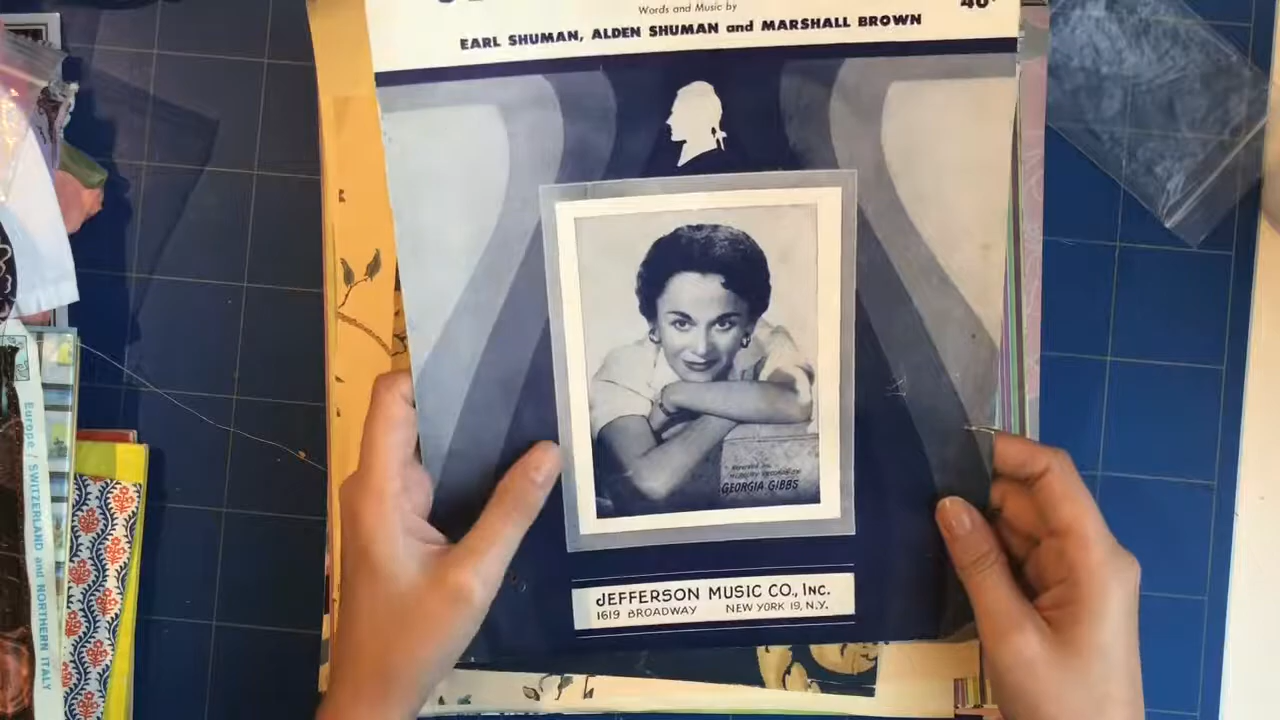 Words and Music by
40¢
EARL SHUMAN, ALDEN SHUMAN and MARSHALL BROWN
GEORGIA GIBBS
JEFFERSON MUSIC CO., INC.
1619 BROADWAY NEW YORK 19, N.Y.
Europe / SWITZERLAND and NORTHERN ITALY